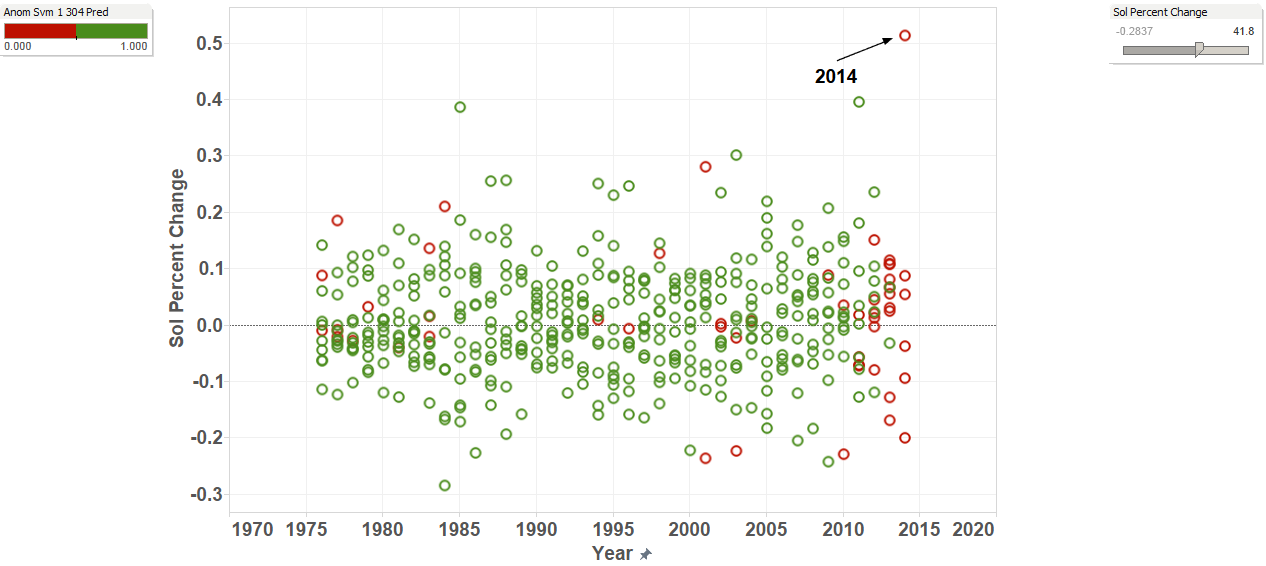 Anom Svm 1 304 Pred
0.000 1.000
Sol Percent Change
-0.2837 41.8
2014
Sol Percent Change
0.5
0.4
0.3
0.2
0.1
0.0
-0.1
-0.2
-0.3
1970 1975 1980 1985 1990 1995 2000 2005 2010 2015 2020
Year